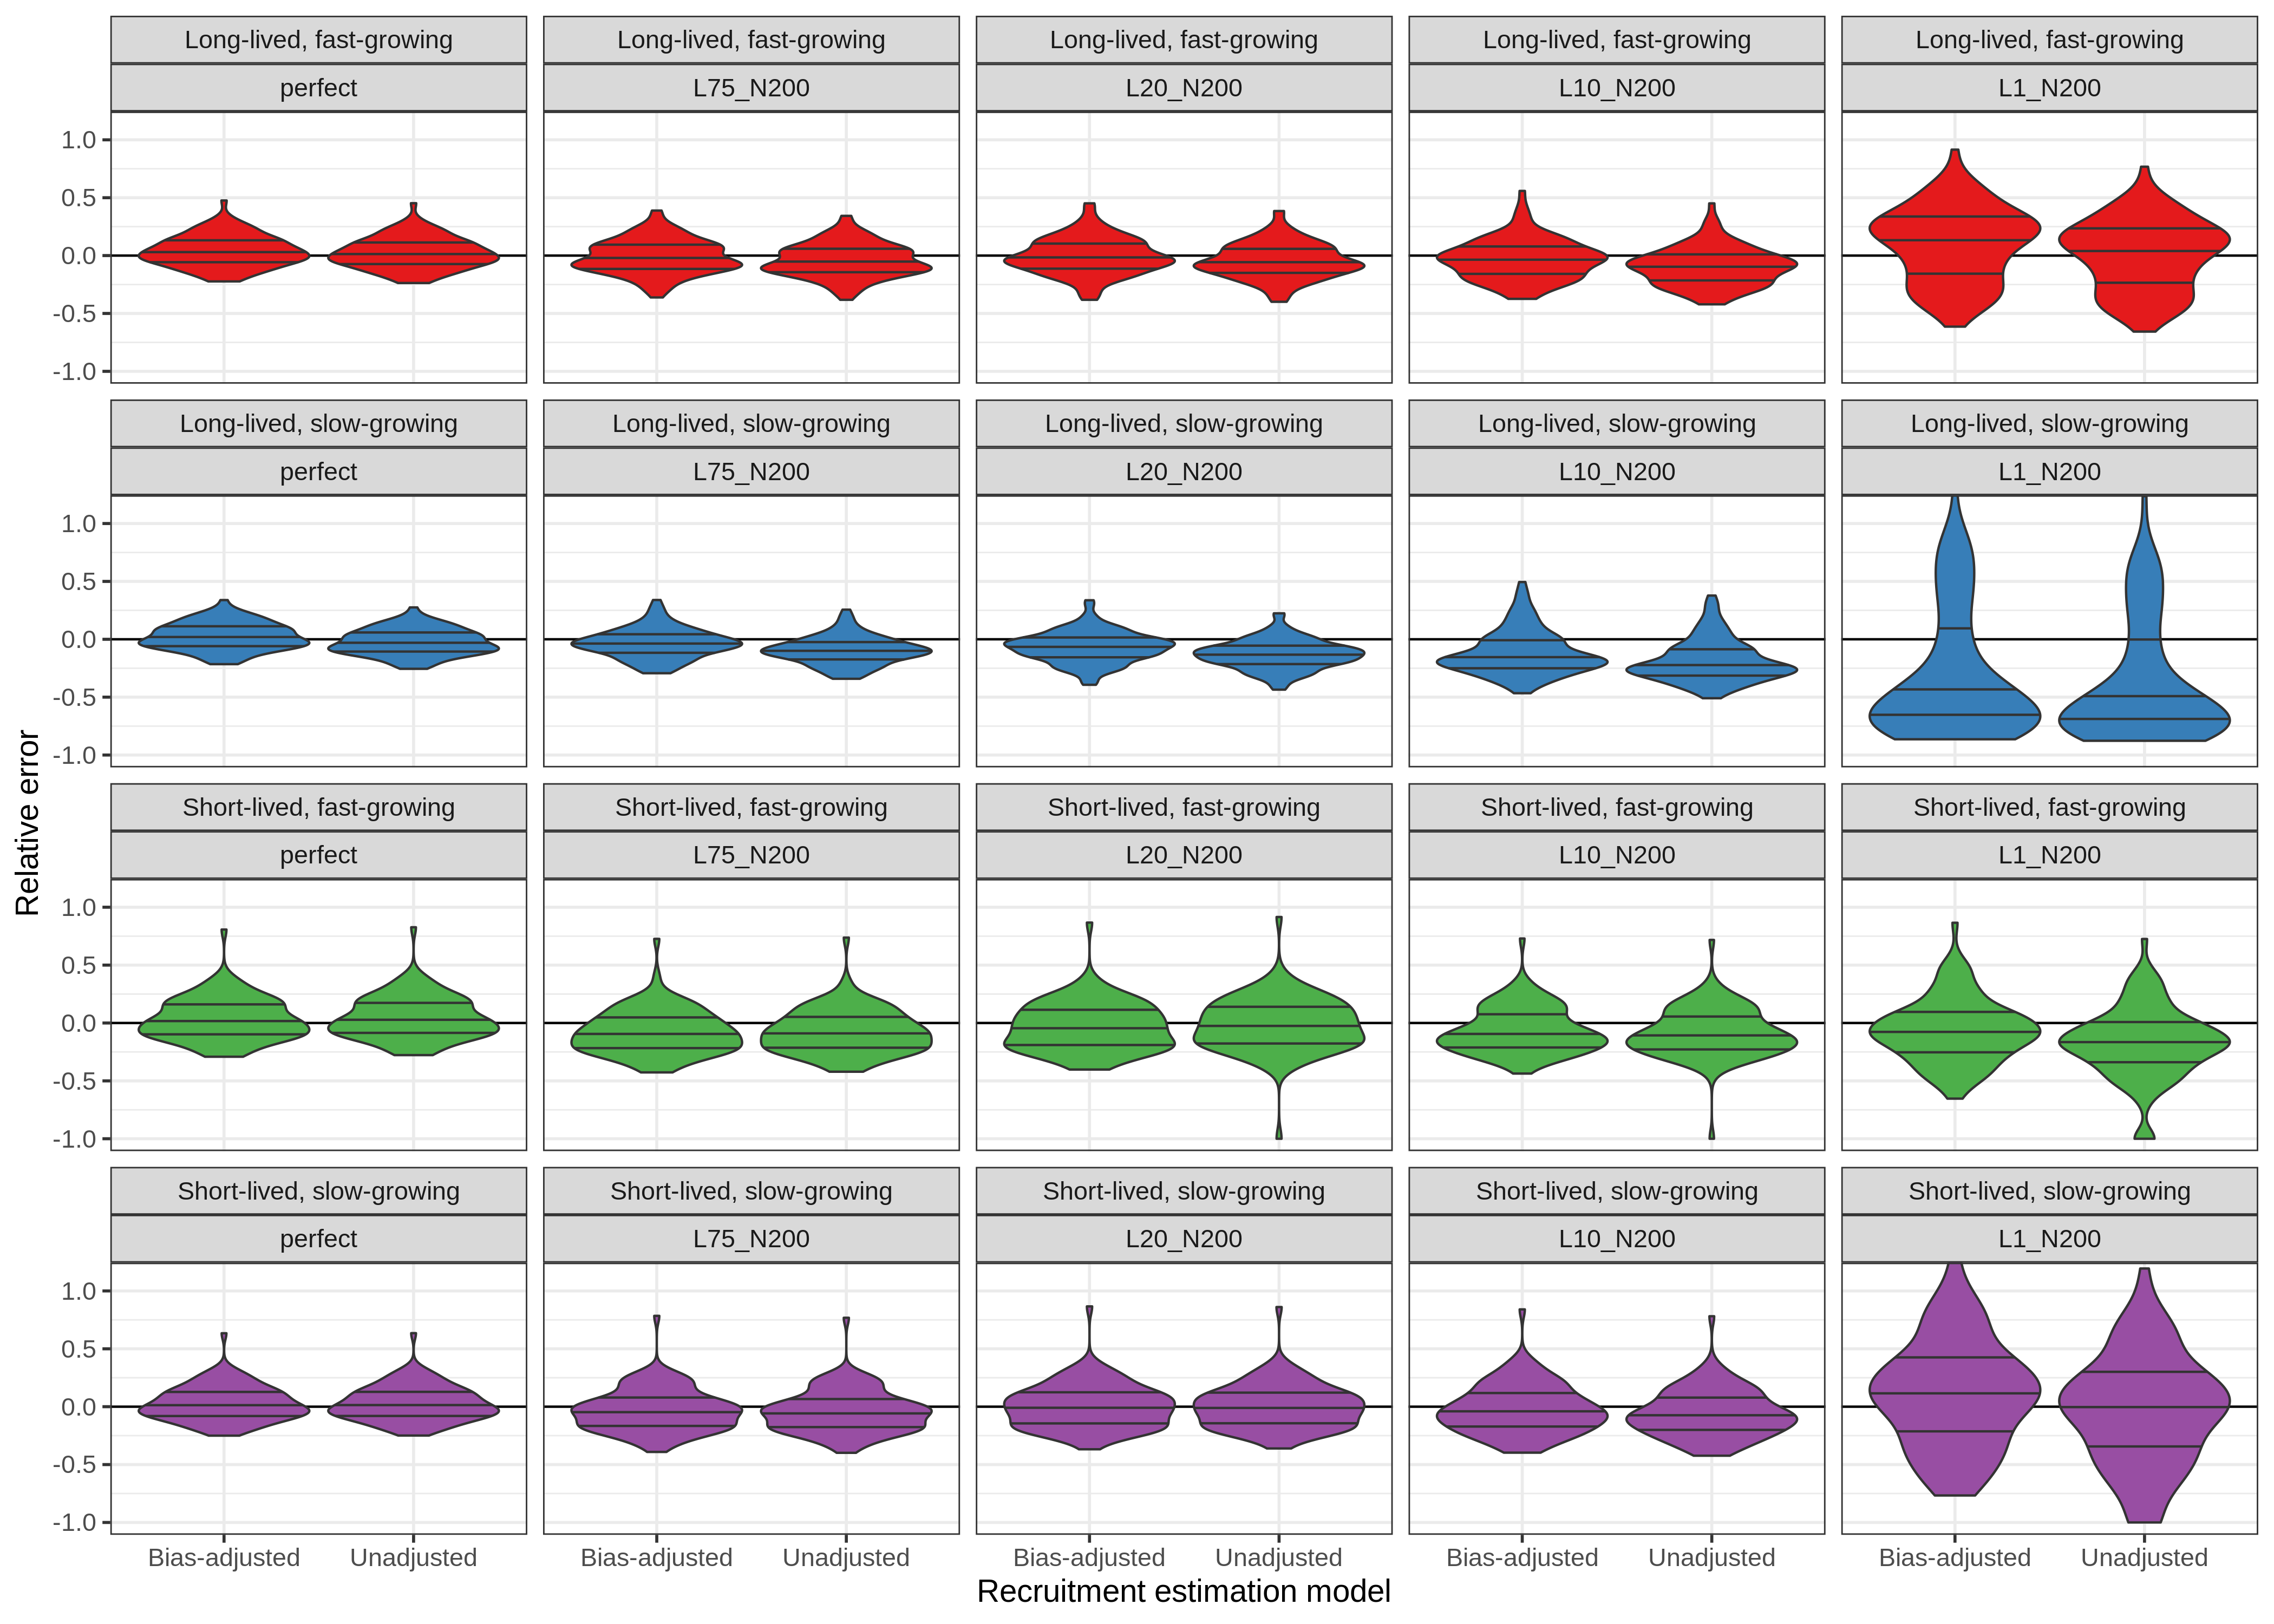 Long-lived, fast-growing Long-lived, fast-growing Long-lived, fast-growing Long-lived, fast-growing Long-lived, fast-growing
perfect L75_N200 L20_N200 L10_N200 L1_N200
1.0
0.5
0.0
-0.5
-1.0
Long-lived, slow-growing Long-lived, slow-growing Long-lived, slow-growing Long-lived, slow-growing Long-lived, slow-growing
perfect L75_N200 L20_N200 L10_N200 L1_N200
1.0
0.5
0.0
-0.5
-1.0
Relative error
Short-lived, fast-growing Short-lived, fast-growing Short-lived, fast-growing Short-lived, fast-growing Short-lived, fast-growing
perfect L75_N200 L20_N200 L10_N200 L1_N200
1.0
0.5
0.0
-0.5
-1.0
Short-lived, slow-growing Short-lived, slow-growing Short-lived, slow-growing Short-lived, slow-growing Short-lived, slow-growing
perfect L75_N200 L20_N200 L10_N200 L1_N200
1.0
0.5
0.0
-0.5
-1.0
Bias-adjusted Unadjusted Bias-adjusted Unadjusted Bias-adjusted Unadjusted Bias-adjusted Unadjusted Bias-adjusted Unadjusted
Recruitment estimation model